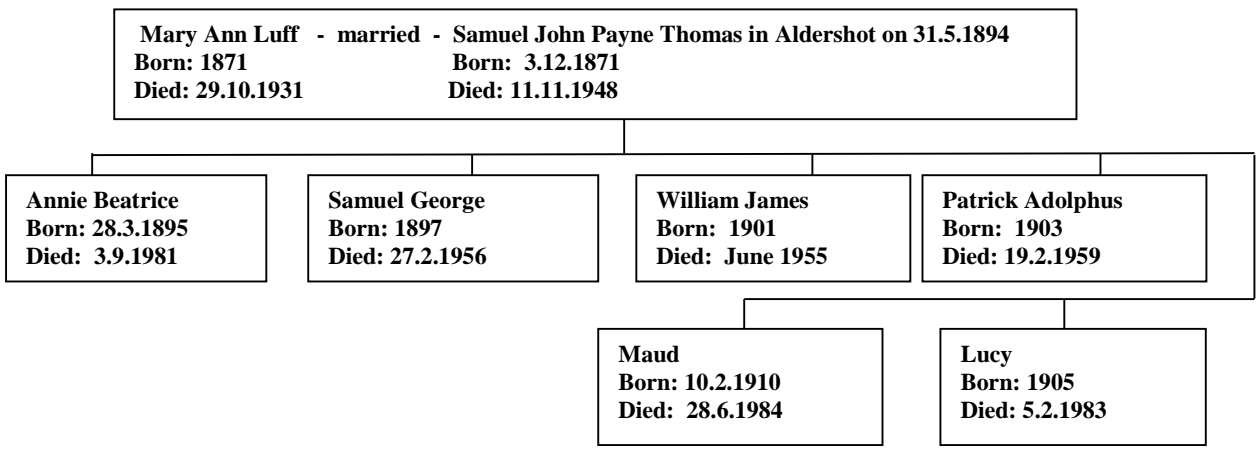 Mary Ann Luff - married - Samuel John Payne Thomas in Aldershot on 31.5.1894
Born: 1871 Born: 3.12.1871
Died: 29.10.1931 Died: 11.11.1948
Annie Beatrice
Born: 28.3.1895
Died: 3.9.1981
Samuel George
Born: 1897
Died: 27.2.1956
William James
Born: 1901
Died: June 1955
Patrick Adolphus
Born: 1903
Died: 19.2.1959
Maud
Born: 10.2.1910
Died: 28.6.1984
Lucy
Born: 1905
Died: 5.2.1983